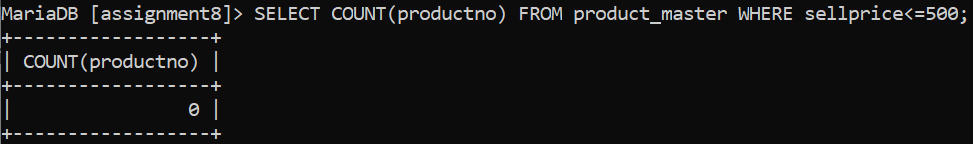 MariaDB [assignment8]> SELECT COUNT(productno) FROM product_master WHERE sellprice<=500;
+------------------+
| COUNT(productno) |
+------------------+
|                0 |
+------------------+